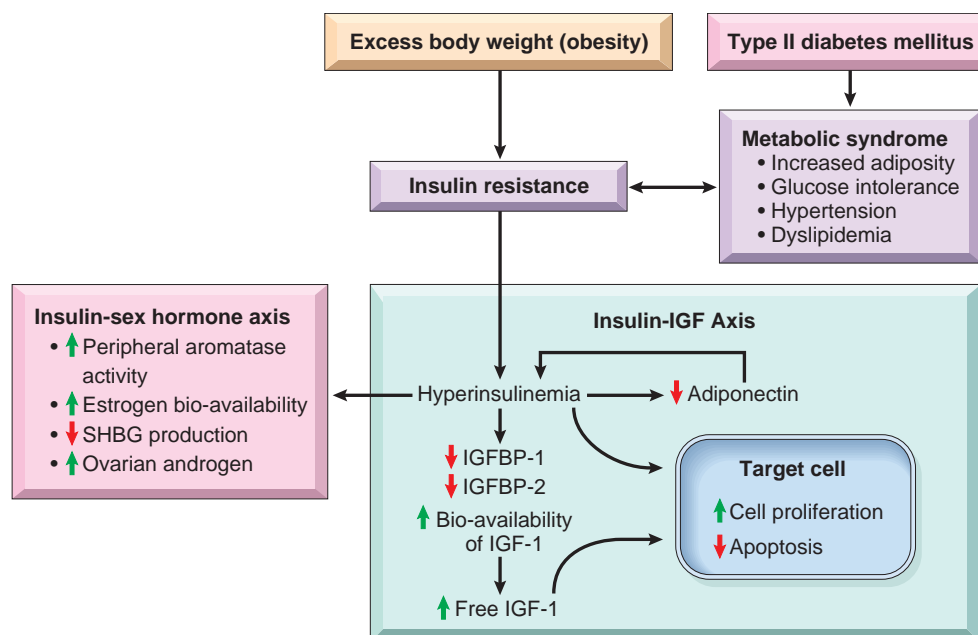 Excess body weight (obesity)
Type II diabetes mellitus
Metabolic syndrome
• Increased adiposity
• Glucose intolerance
• Hypertension
• Dyslipidemia
Insulin resistance
Insulin-sex hormone axis
• Peripheral aromatase
activity
• Estrogen bio-availability
• SHBG production
• Ovarian androgen
Insulin-IGF Axis
Hyperinsulinemia
Adiponectin
IGFBP-1
IGFBP-2
Bio-availability
of IGF-1
Free IGF-1
Target cell
Cell proliferation
Apoptosis